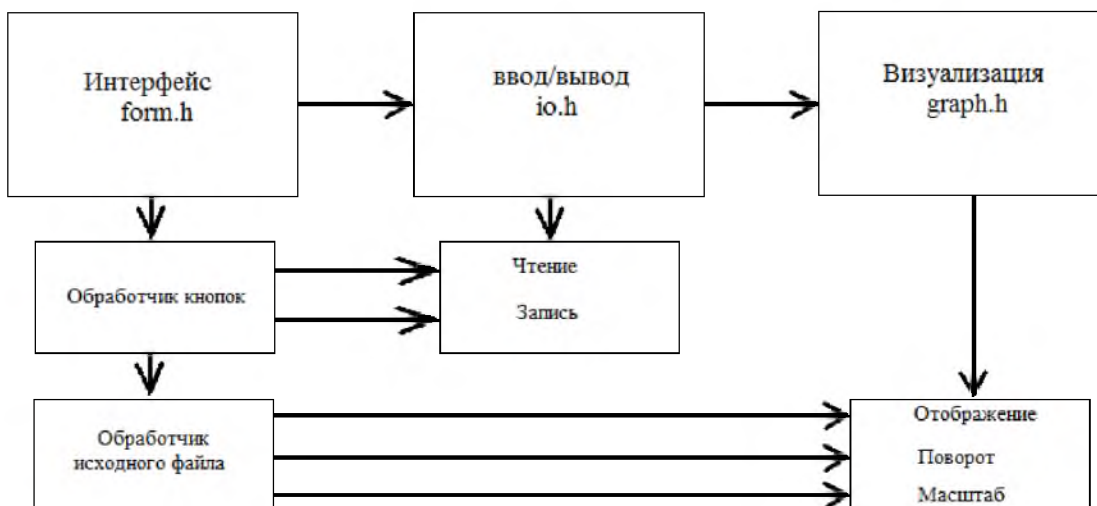 Интерфейс
form.h
ввод/вывод
io.h
Визуализация
graph.h
Обработчик кнопок
Чтение
Запись
Обработчик
исходного файла
Отображение
Поворот
Масштаб